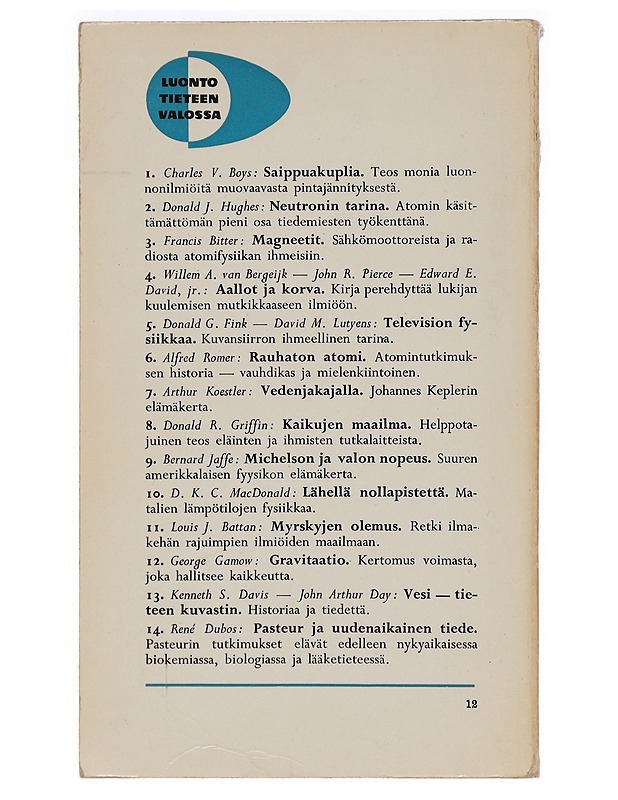 LUONTO
TIETEEN
VALOSSA
1. Charles V. Boys: Saippuakuplia. Teos monia luon-
nonilmiöitä muovaavasta pintajännityksestä.
2. Donald J. Hughes: Neutronin tarina. Atomin käsit-
tämättömän pieni osa tiedemiesten työkenttänä.
3. Francis Bitter: Magneetit. Sähkömoottoreista ja ra-
diosta atomifysiikan ihmeisiin.
4. Willem A. van Bergeijk — John R. Pierce — Edward E.
David, jr.: Aallot ja korva. Kirja perehdyttää lukijan
kuulemisen mutkikkaaseen ilmiöön.
5. Donald G. Fink — David M. Lutyens: Television fy-
siikkaa. Kuvansiirron ihmeellinen tarina.
6. Alfred Romer: Rauhaton atomi. Atomintutkimuk-
sen historia — vauhdikas ja mielenkiintoinen.
7. Arthur Koestler: Vedenjakajalla. Johannes Keplerin
elämäkerta.
8. Donald R. Griffin: Kaikujen maailma. Helppota-
juinen teos eläinten ja ihmisten tutkalaitteista.
9. Bernard Jaffe: Michelson ja valon nopeus. Suuren
amerikkalaisen fyysikon elämäkerta.
10. D. K. C. MacDonald: Lähellä nollapistettä. Ma-
talien lämpötilojen fysiikkaa.
11. Louis J. Battan: Myrskyjen olemus. Retki ilma-
kehän rajuimpien ilmiöiden maailmaan.
12. George Gamow: Gravitaatio. Kertomus voimasta,
joka hallitsee kaikkeutta.
13. Kenneth S. Davis — John Arthur Day: Vesi — tie-
teen kuvastin. Historiaa ja tiedettä.
14. René Dubos: Pasteur ja uudenaikainen tiede.
Pasteurin tutkimukset elävät edelleen nykyaikaisessa
biokemiassa, biologiassa ja lääketieteessä.
12